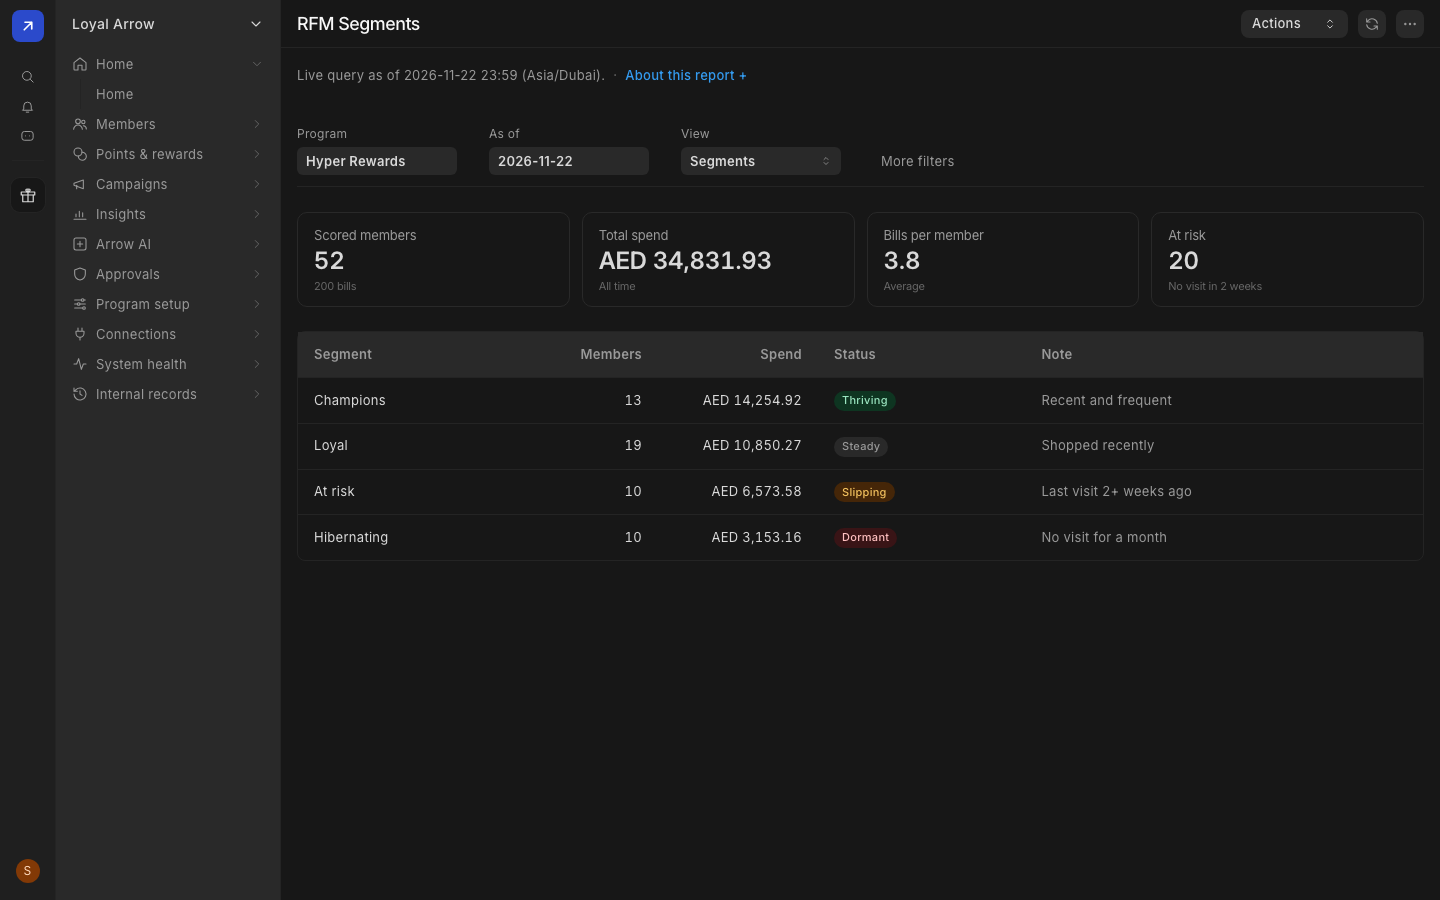 Loyal Arrow
Home
Home
Members
Points & rewards
Campaigns
Insights
Arrow AI
Approvals
Program setup
Connections
System health
Internal records
S
RFM Segments
Actions
Live query as of 2026-11-22 23:59 (Asia/Dubai). · About this report +
Program As of View
Hyper Rewards 2026-11-22 Segments More filters
Scored members Total spend Bills per member At risk
52 AED 34,831.93 3.8 20
200 bills All time Average No visit in 2 weeks
Segment Members Spend Status Note
Champions 13 AED 14,254.92 Thriving Recent and frequent
Loyal 19 AED 10,850.27 Steady Shopped recently
At risk 10 AED 6,573.58 Slipping Last visit 2+ weeks ago
Hibernating 10 AED 3,153.16 Dormant No visit for a month